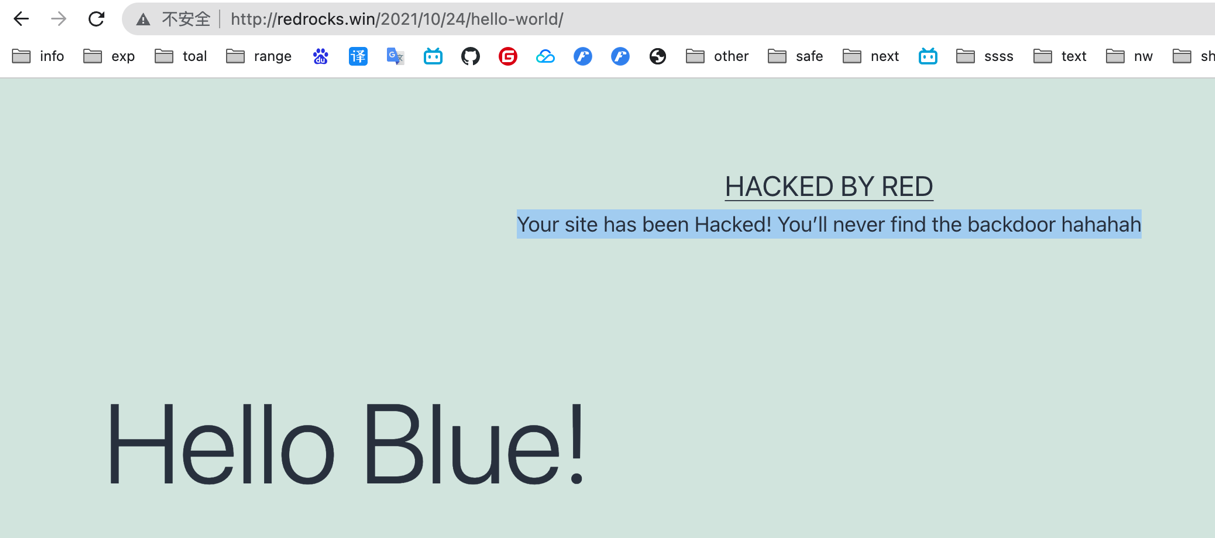 不安全 http://redrocks.win/2021/10/24/hello-world/
info exp toal range 译 G other safe next ssss text nw sh
HACKED BY RED
Your site has been Hacked! You’ll never find the backdoor hahahah
Hello Blue!